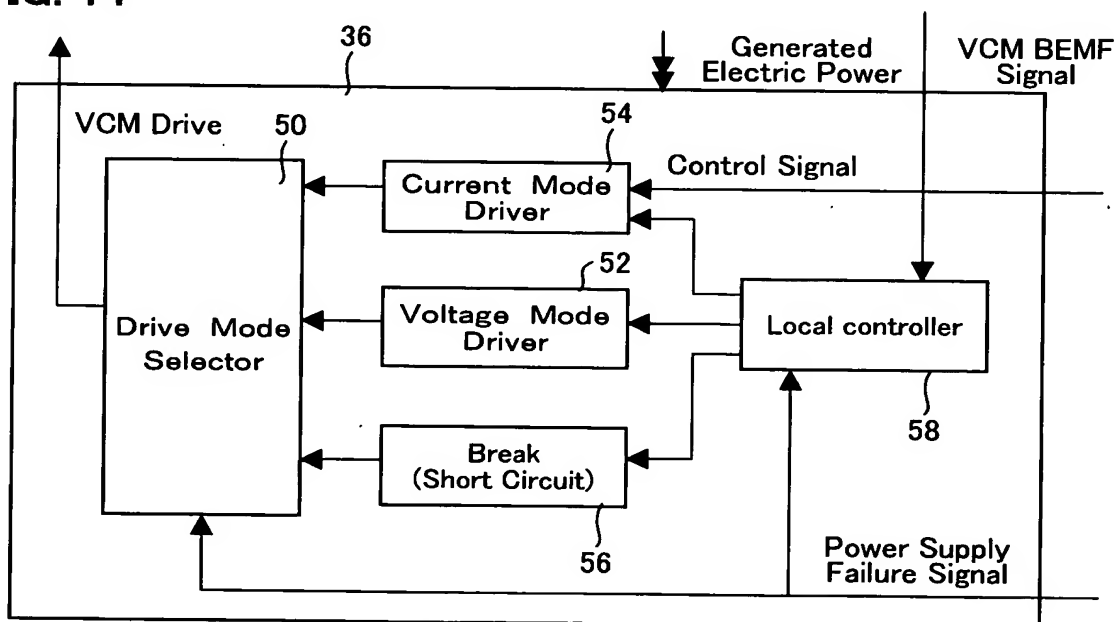 36
Generated
Electric Power
VCM BEMF
Signal
VCM Drive
50
54
Current Mode
Driver
Control Signal
52
Voltage Mode
Driver
Drive Mode
Selector
Local controller
58
Break
(Short Circuit)
56
Power Supply
Failure Signal